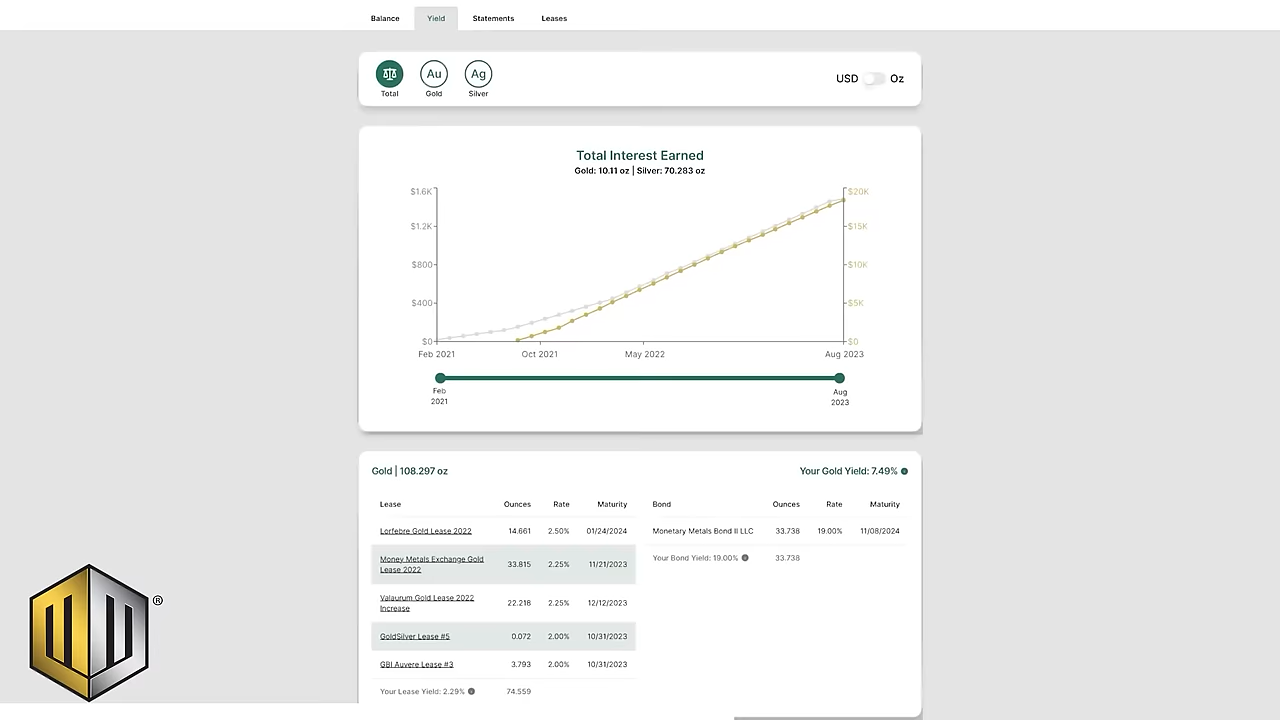 Balance Yield Statements Leases
Au Ag
Total Gold Silver
USD Oz
Total Interest Earned
Gold: 10.11 oz | Silver: 70.283 oz
$1.6K $20K
$1.2K $15K
$800 $10K
$400 $5K
$0 $0
Feb 2021 Oct 2021 May 2022 Aug 2023
Feb 2021
Aug 2023
Gold | 108.297 oz Your Gold Yield: 7.49%
Lease Ounces Rate Maturity
Lorfebre Gold Lease 2022 14.661 2.50% 01/24/2024
Money Metals Exchange Gold
Lease 2022 33.815 2.25% 11/21/2023
Valaurum Gold Lease 2022
Increase 22.218 2.25% 12/12/2023
GoldSilver Lease #5 0.072 2.00% 10/31/2023
GBI Auvere Lease #3 3.793 2.00% 10/31/2023
Your Lease Yield: 2.29% 74.559
Bond Ounces Rate Maturity
Monetary Metals Bond II LLC 33.738 19.00% 11/08/2024
Your Bond Yield: 19.00% 33.738
®